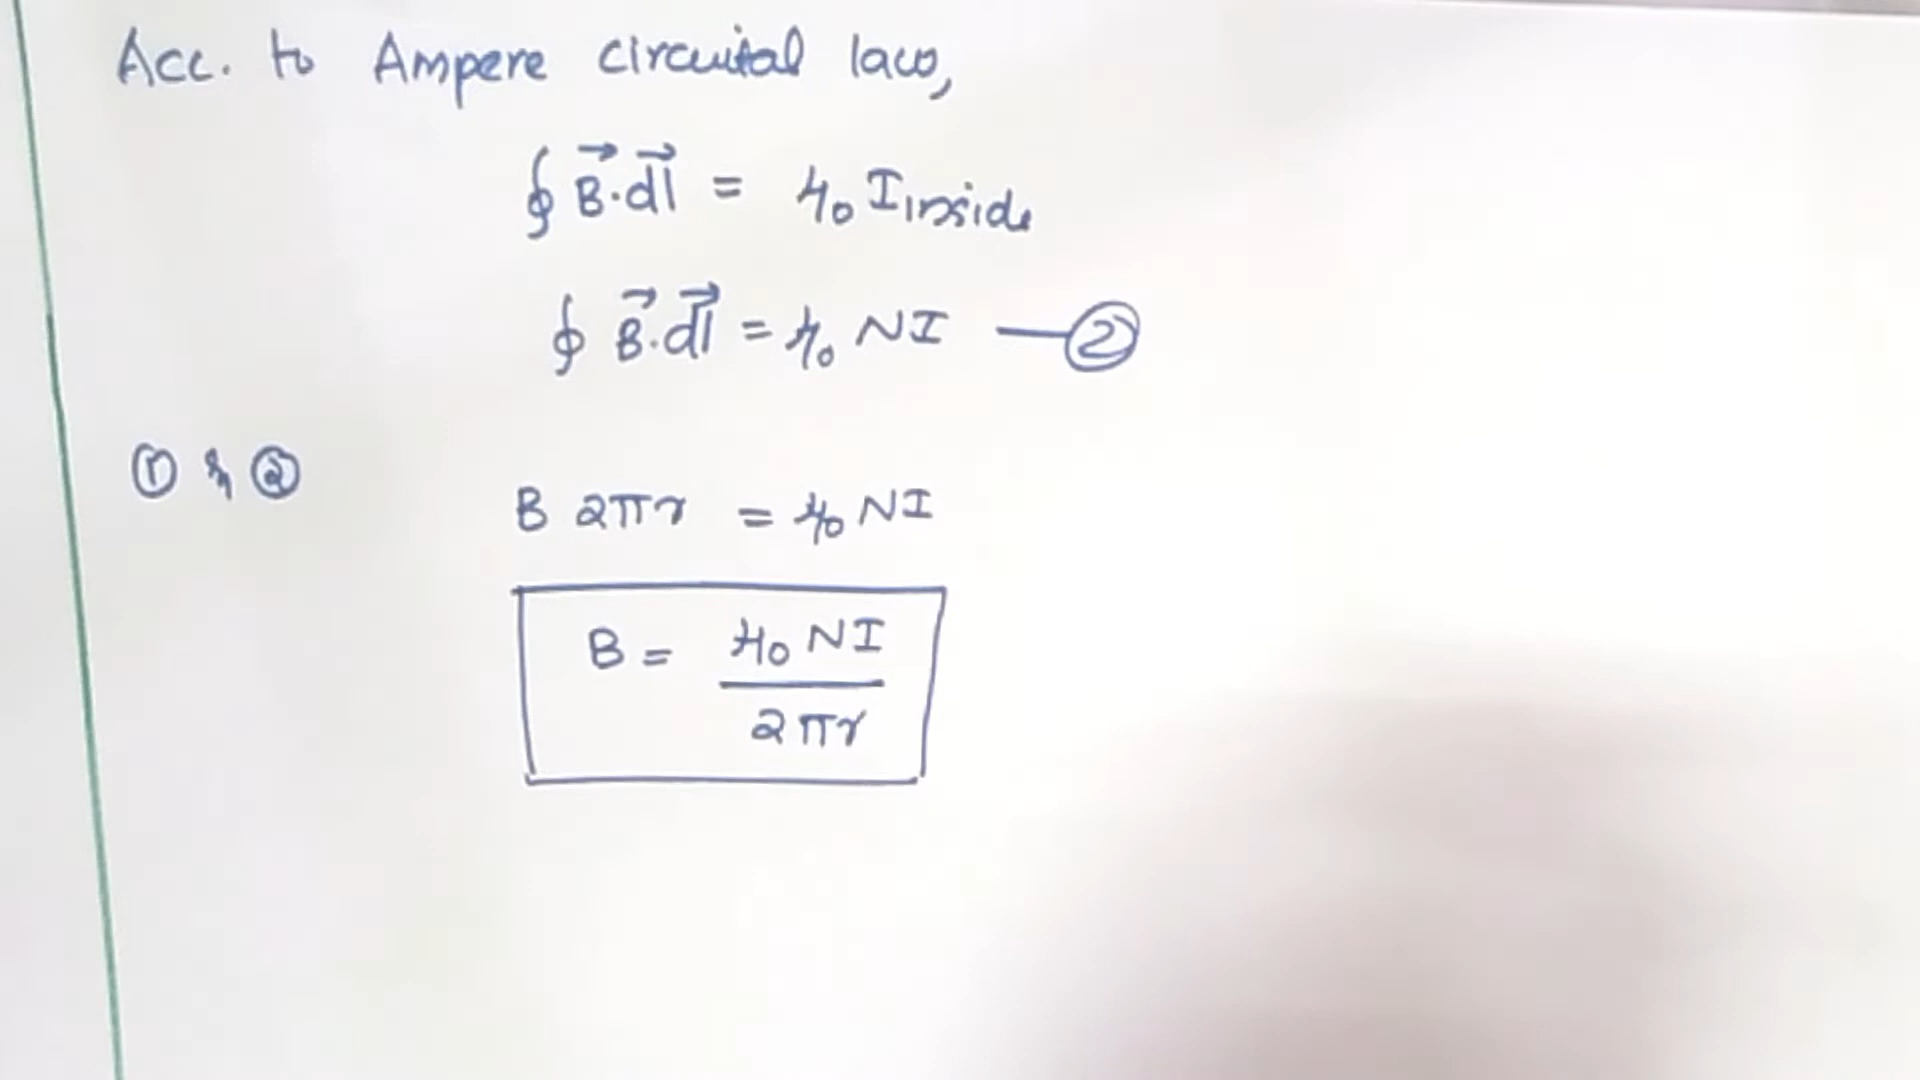 Acc. to Ampere circuital law,
∮ B⃗.dl⃗ = μ₀ Iinside
∮ B⃗.dl⃗ = μ₀ NI — ②
① & ②
B 2πr = μ₀ NI
B = μ₀ NI
2πr